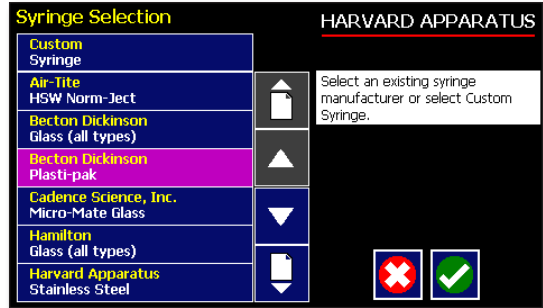 Syringe Selection
HARVARD APPARATUS
Custom
Syringe
Air-Tite
HSW Norm-Ject
Becton Dickinson
Glass (all types)
Becton Dickinson
Plasti-pak
Cadence Science, Inc.
Micro-Mate Glass
Hamilton
Glass (all types)
Harvard Apparatus
Stainless Steel
Select an existing syringe
manufacturer or select Custom
Syringe.